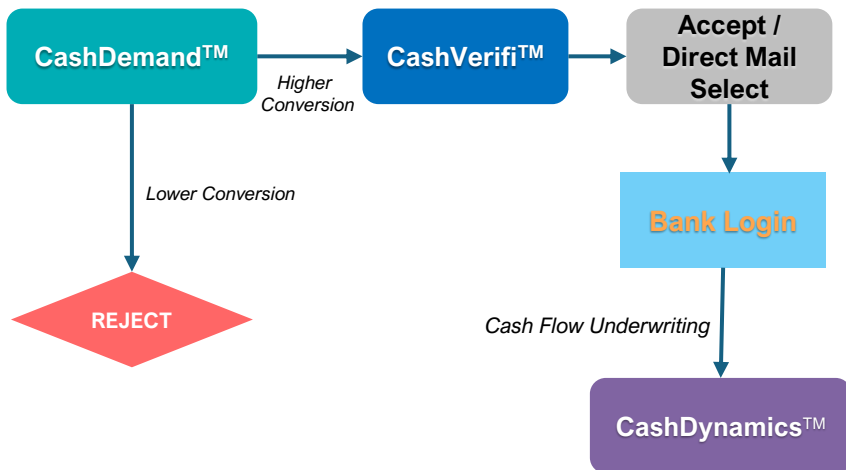 CashDemand™
Higher
Conversion
CashVerifi™
Accept /
Direct Mail
Select
Lower Conversion
Bank Login
REJECT
Cash Flow Underwriting
CashDynamics™